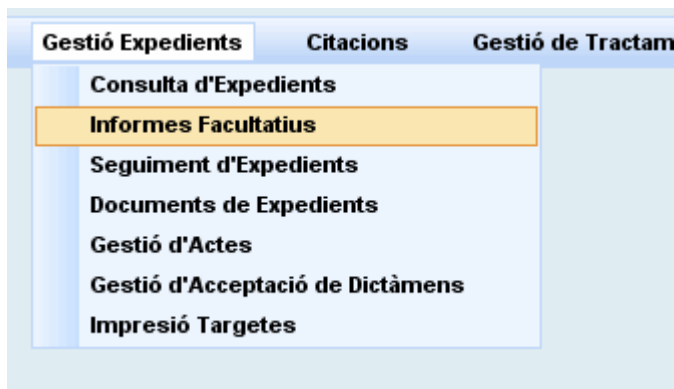 Gestió Expedients Citacions Gestió de Tractam
Consulta d'Expedients
Informes Facultatius
Seguiment d'Expedients
Documents de Expedients
Gestió d'Actes
Gestió d'Acceptació de Dictàmens
Impresió Targetes